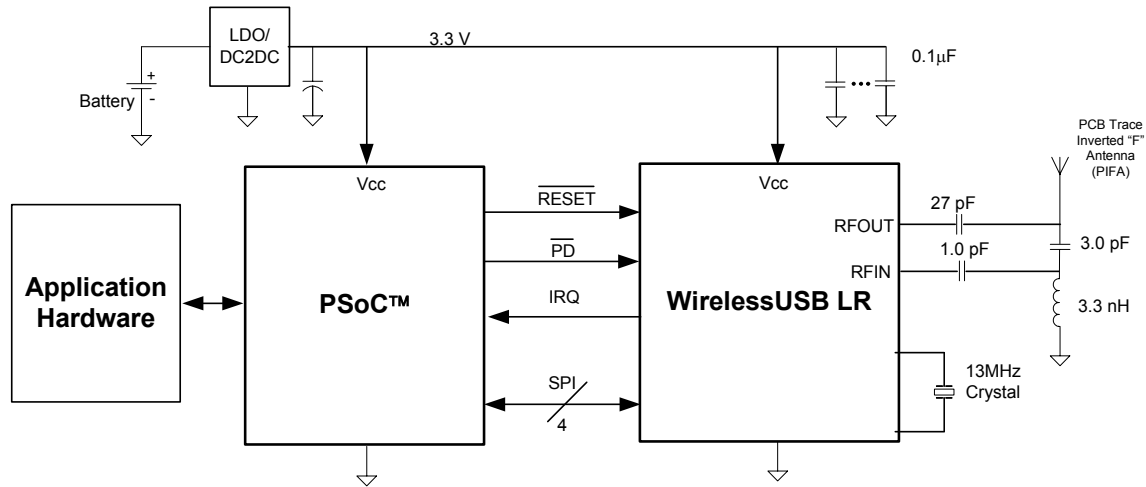 LDO/
DC2DC
3.3 V
0.1μF
+
-
Battery
PCB Trace
Inverted “F”
Antenna
(PIFA)
Vcc
Vcc
RESET
27 pF
RFOUT
3.0 pF
PD
1.0 pF
RFIN
Application
Hardware
PSoC™
IRQ
WirelessUSB LR
3.3 nH
SPI
4
13MHz
Crystal